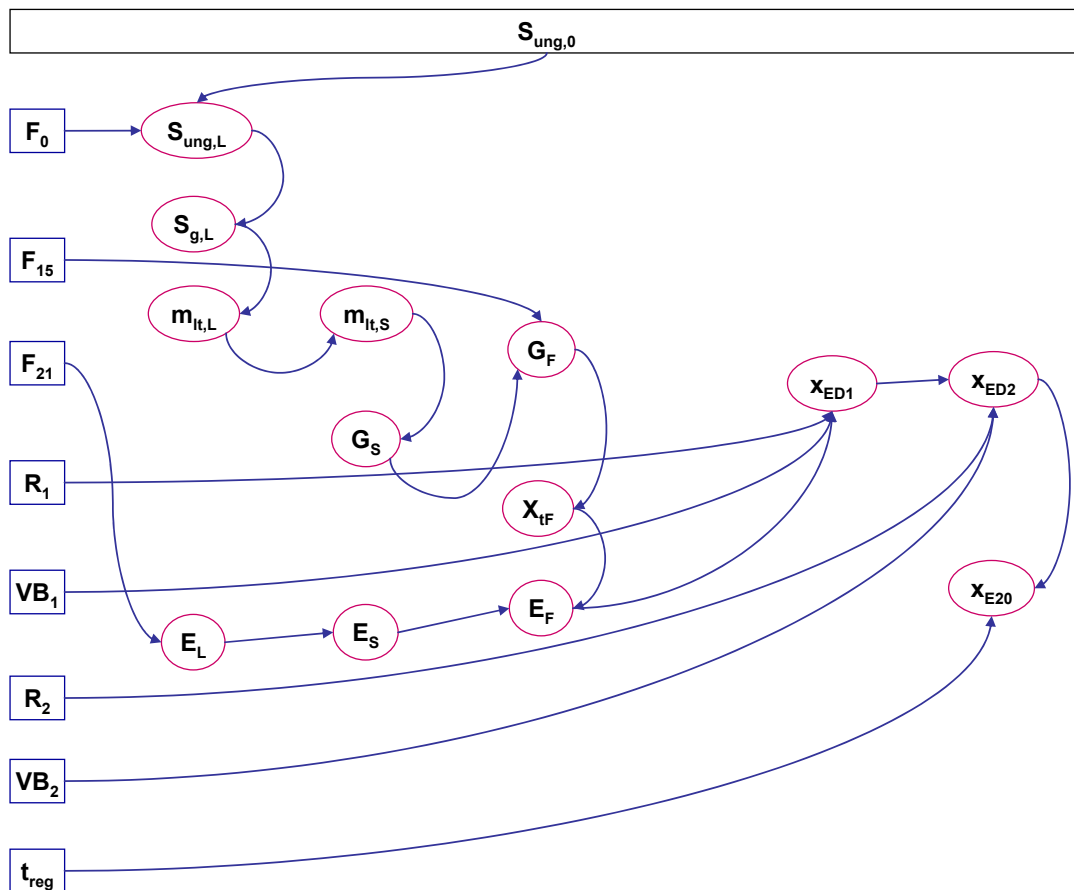 S_ung,0
F_0
S_ung,L
S_g,L
F_15
m_lt,L
m_lt,S
G_F
F_21
x_ED1
x_ED2
G_S
R_1
X_tF
VB_1
x_E20
E_F
E_L
E_S
R_2
VB_2
t_reg